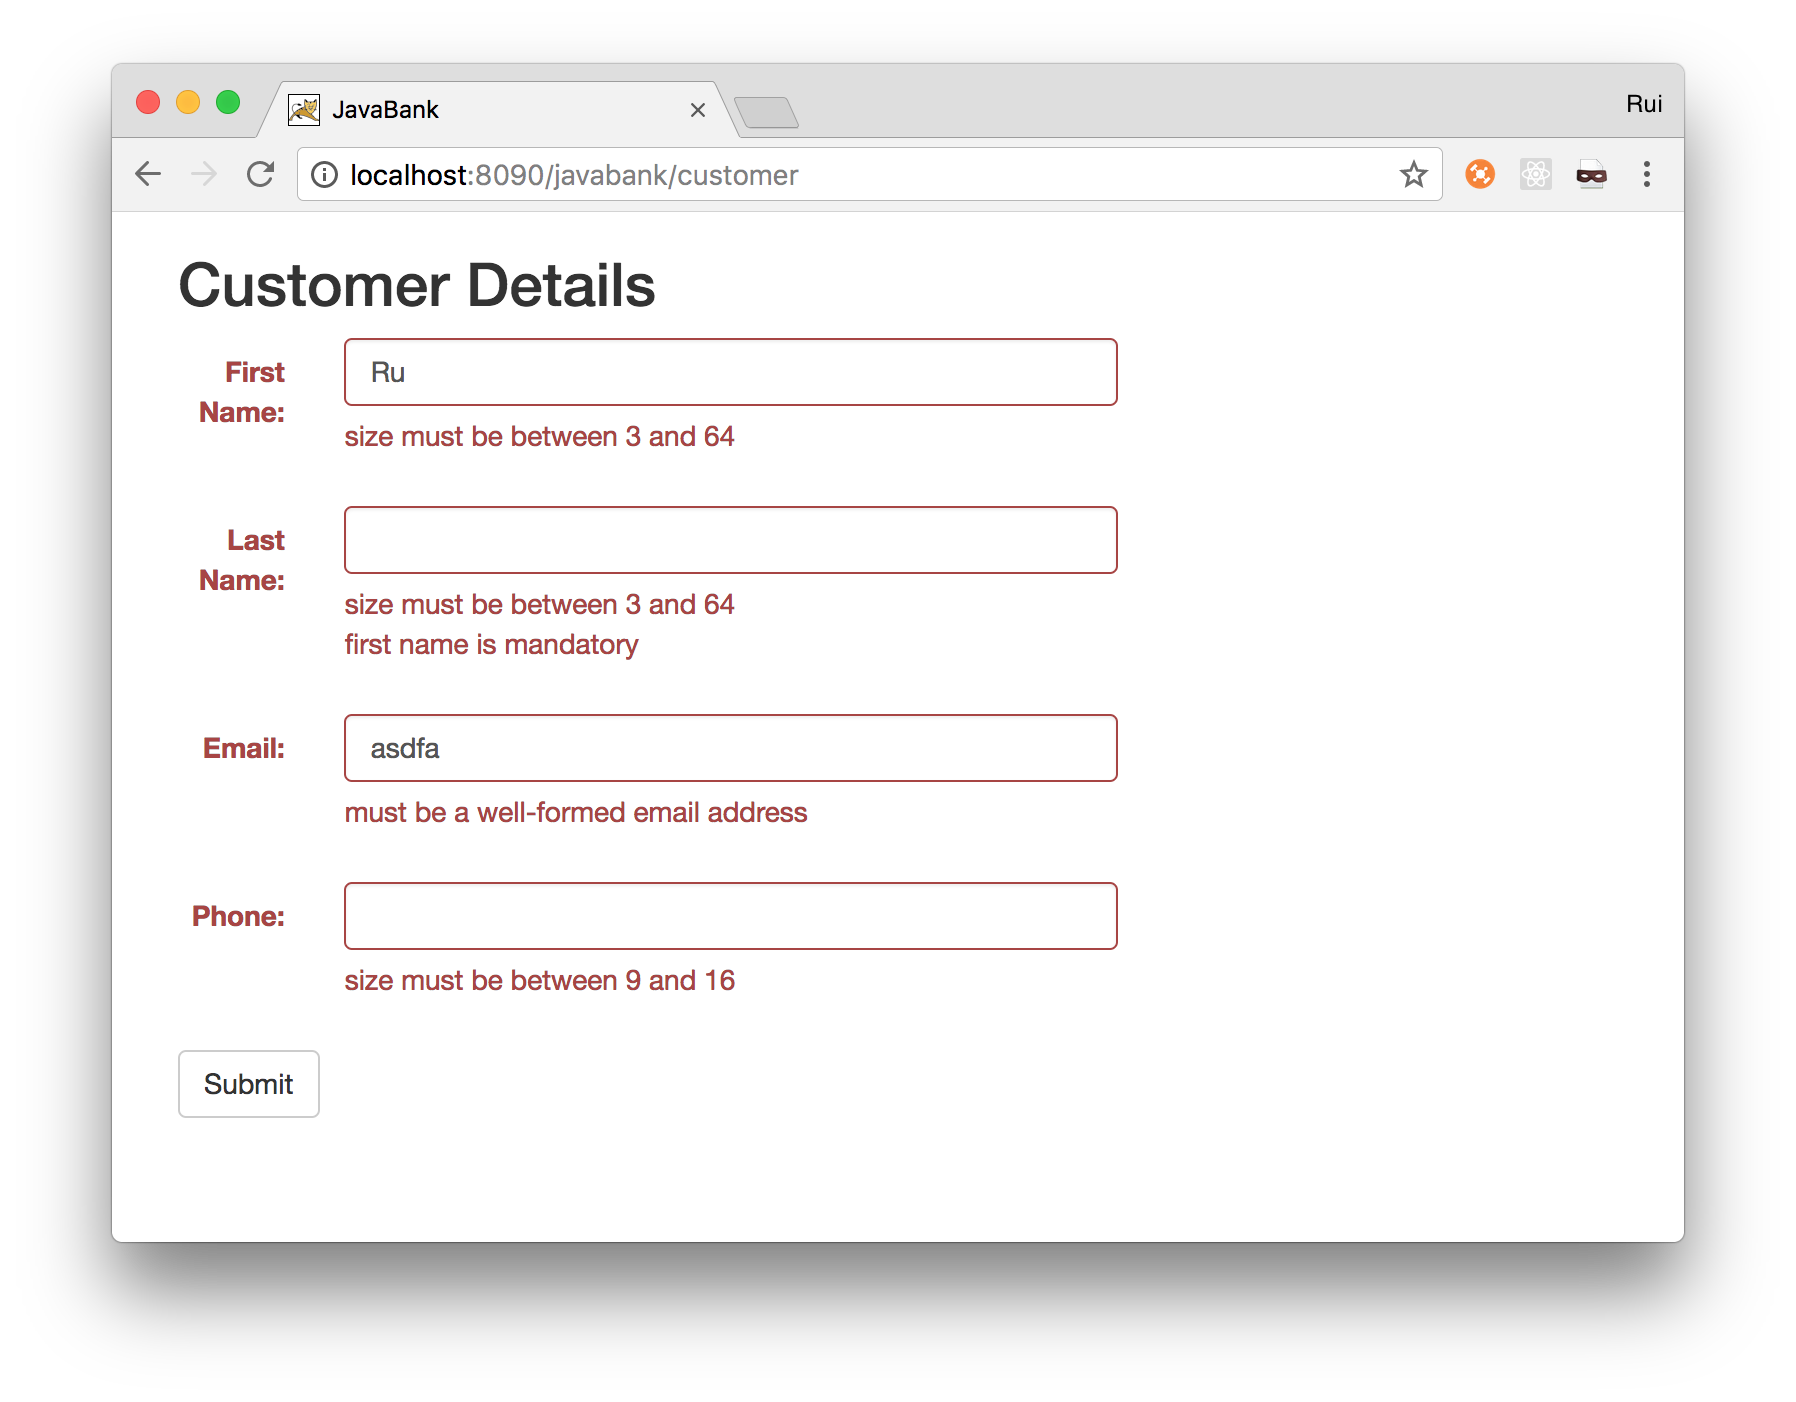 JavaBank
Rui
localhost:8090/javabank/customer
Customer Details
First
Name:
Ru
size must be between 3 and 64
Last
Name:
size must be between 3 and 64
first name is mandatory
Email:
asdfa
must be a well-formed email address
Phone:
size must be between 9 and 16
Submit